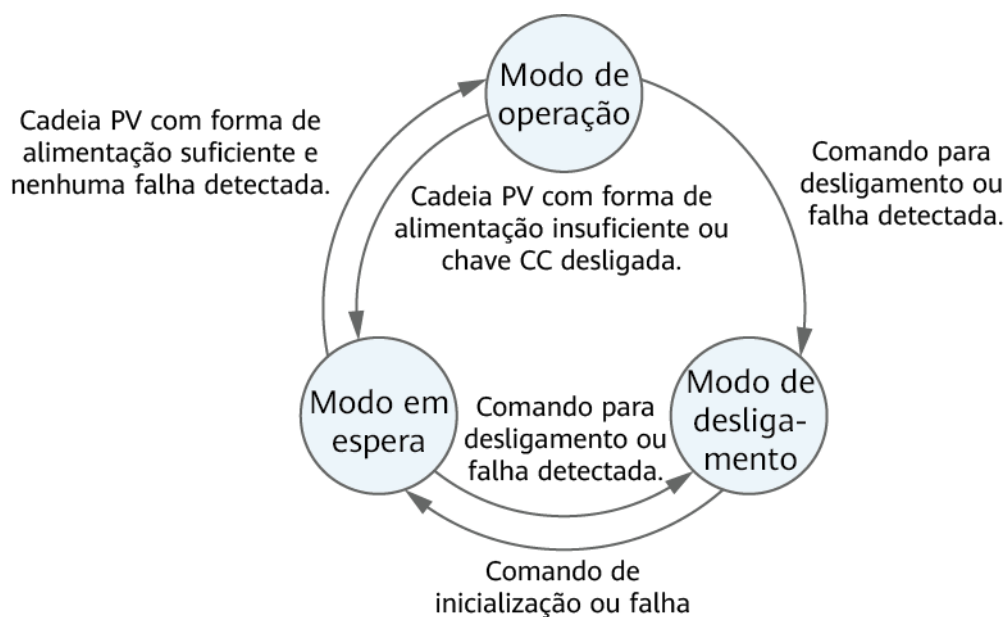 Modo de
operação
Cadeia PV com forma de
alimentação suficiente e
nenhuma falha detectada.
Cadeia PV com forma de
alimentação insuficiente ou
chave CC desligada.
Comando para
desligamento ou
falha detectada.
Modo em
espera
Comando para
desligamento ou
falha detectada.
Modo de
desliga-
mento
Comando de
inicialização ou falha